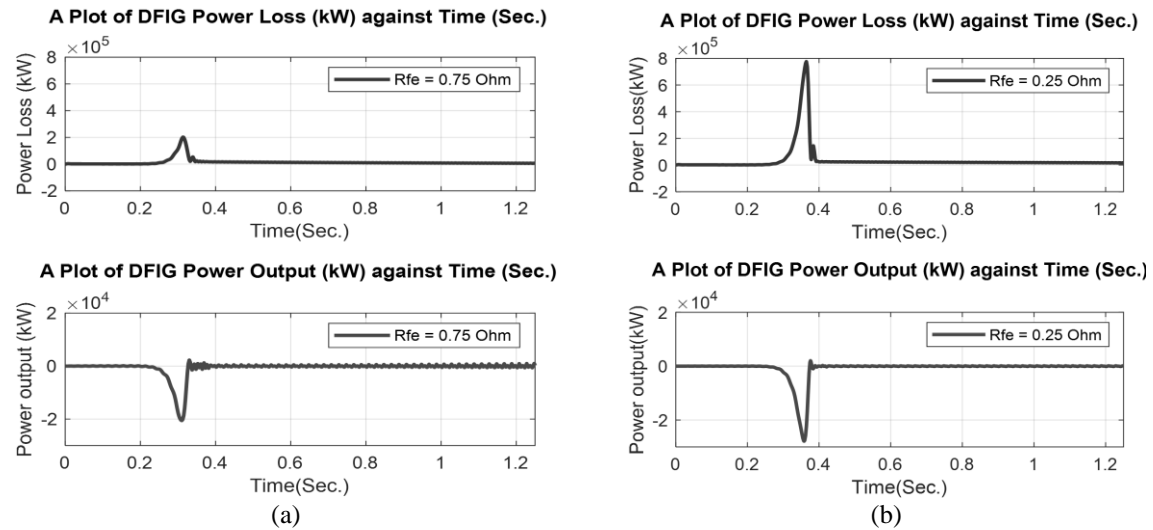 A Plot of DFIG Power Loss (kW) against Time (Sec.)
×10^5
8
6
4
2
0
-2
Power Loss (kW)
Rfe = 0.75 Ohm
0 0.2 0.4 0.6 0.8 1 1.2
Time(Sec.)
A Plot of DFIG Power Output (kW) against Time (Sec.)
×10^4
2
0
-2
Power output (kW)
Rfe = 0.75 Ohm
0 0.2 0.4 0.6 0.8 1 1.2
Time(Sec.)
(a)
A Plot of DFIG Power Loss (kW) against Time (Sec.)
×10^5
8
6
4
2
0
-2
Power Loss(kW)
Rfe = 0.25 Ohm
0 0.2 0.4 0.6 0.8 1 1.2
Time(Sec.)
A Plot of DFIG Power Output (kW) against Time (Sec.)
×10^4
2
0
-2
Power output(kW)
Rfe = 0.25 Ohm
0 0.2 0.4 0.6 0.8 1 1.2
Time(Sec.)
(b)